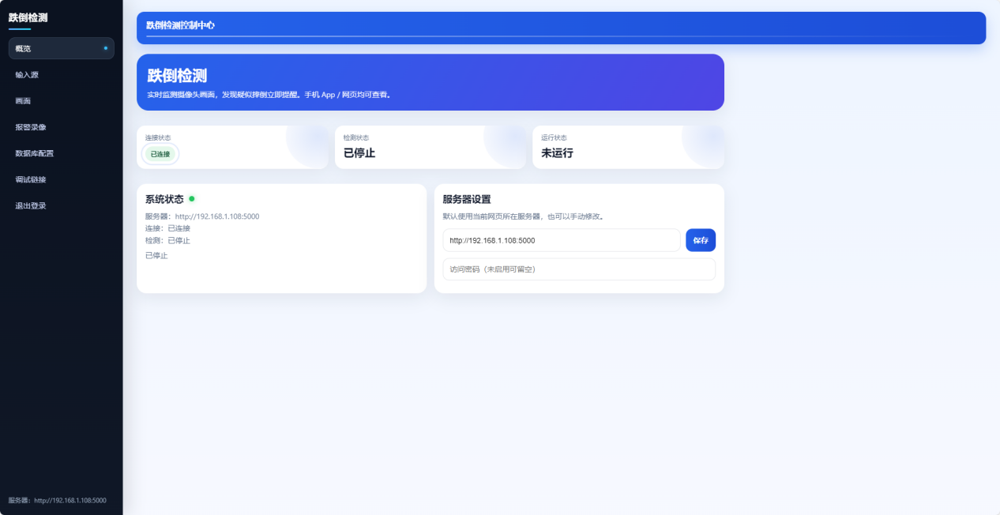 跌倒检测
概览
输入源
画面
报警录像
数据库配置
调试链接
退出登录
服务器：http://192.168.1.108:5000
跌倒检测控制中心
跌倒检测
实时监测摄像头画面，发现疑似摔倒立即提醒。手机 App / 网页均可查看。
连接状态
已连接
检测状态
已停止
运行状态
未运行
系统状态
服务器：http://192.168.1.108:5000
连接：已连接
检测：已停止
已停止
服务器设置
默认使用当前网页所在服务器，也可以手动修改。
http://192.168.1.108:5000
保存
访问密码（未启用可留空）